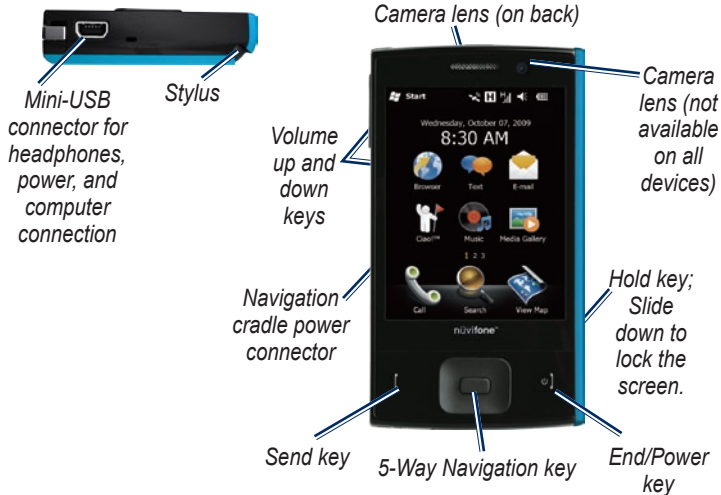 Camera lens (on back)
Mini-USB
connector for
headphones,
power, and
computer
connection
Stylus
Volume
up and
down
keys
Camera
lens (not
available
on all
devices)
Start
Wednesday, October 07, 2009
8:30 AM
Browser
Text
E-mail
Ciao!™
Music
Media Gallery
1 2 3
Call
Search
View Map
nüvifone™
Navigation
cradle power
connector
Hold key;
Slide
down to
lock the
screen.
Send key
5-Way Navigation key
End/Power
key